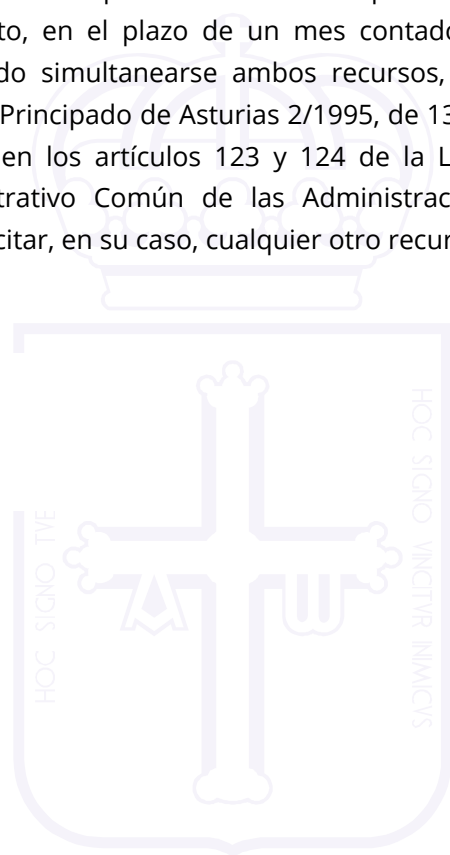 to, en el plazo de un mes contado
do simultanearse ambos recursos,
Principado de Asturias 2/1995, de 13
en los artículos 123 y 124 de la L
trativo Común de las Administrac
citar, en su caso, cualquier otro recur
HOC SIGNO TVE
HOC SIGNO VINCITVR INIMICVS